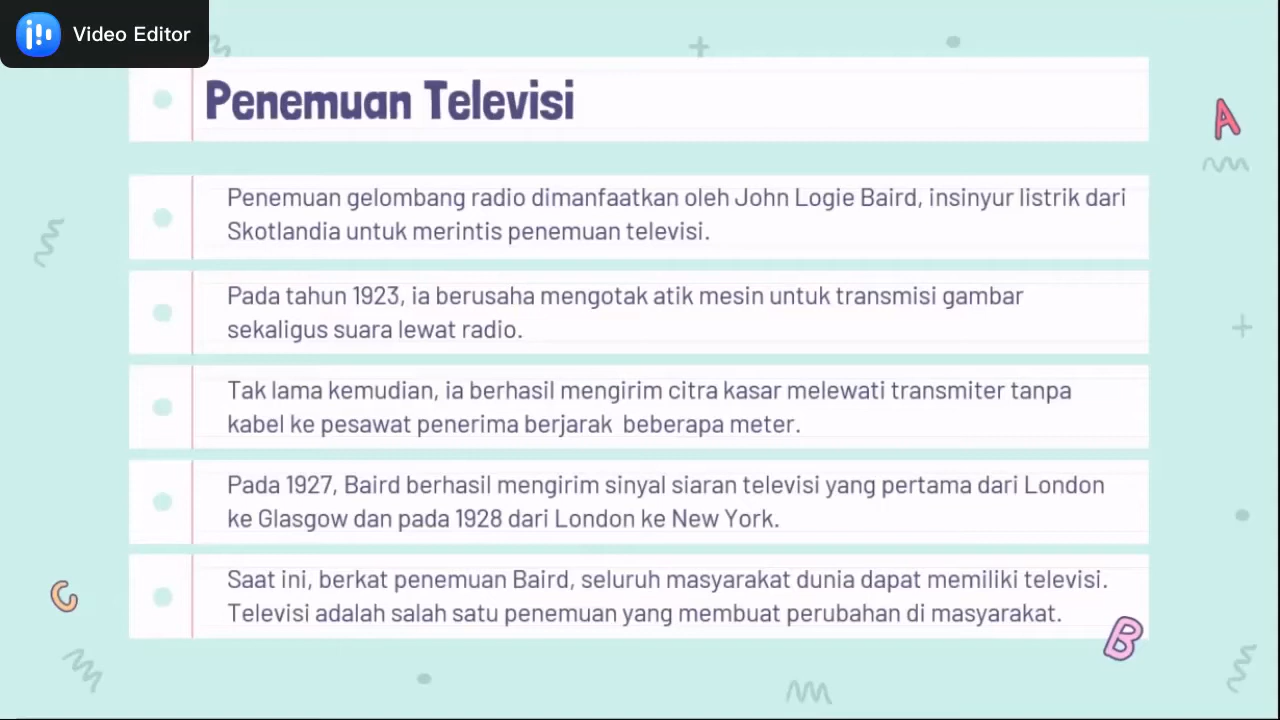 Video Editor
Penemuan Televisi
A
Penemuan gelombang radio dimanfaatkan oleh John Logie Baird, insinyur listrik dari
Skotlandia untuk merintis penemuan televisi.
Pada tahun 1923, ia berusaha mengotak atik mesin untuk transmisi gambar
sekaligus suara lewat radio.
Tak lama kemudian, ia berhasil mengirim citra kasar melewati transmiter tanpa
kabel ke pesawat penerima berjarak  beberapa meter.
Pada 1927, Baird berhasil mengirim sinyal siaran televisi yang pertama dari London
ke Glasgow dan pada 1928 dari London ke New York.
Saat ini, berkat penemuan Baird, seluruh masyarakat dunia dapat memiliki televisi.
Televisi adalah salah satu penemuan yang membuat perubahan di masyarakat.
C
B